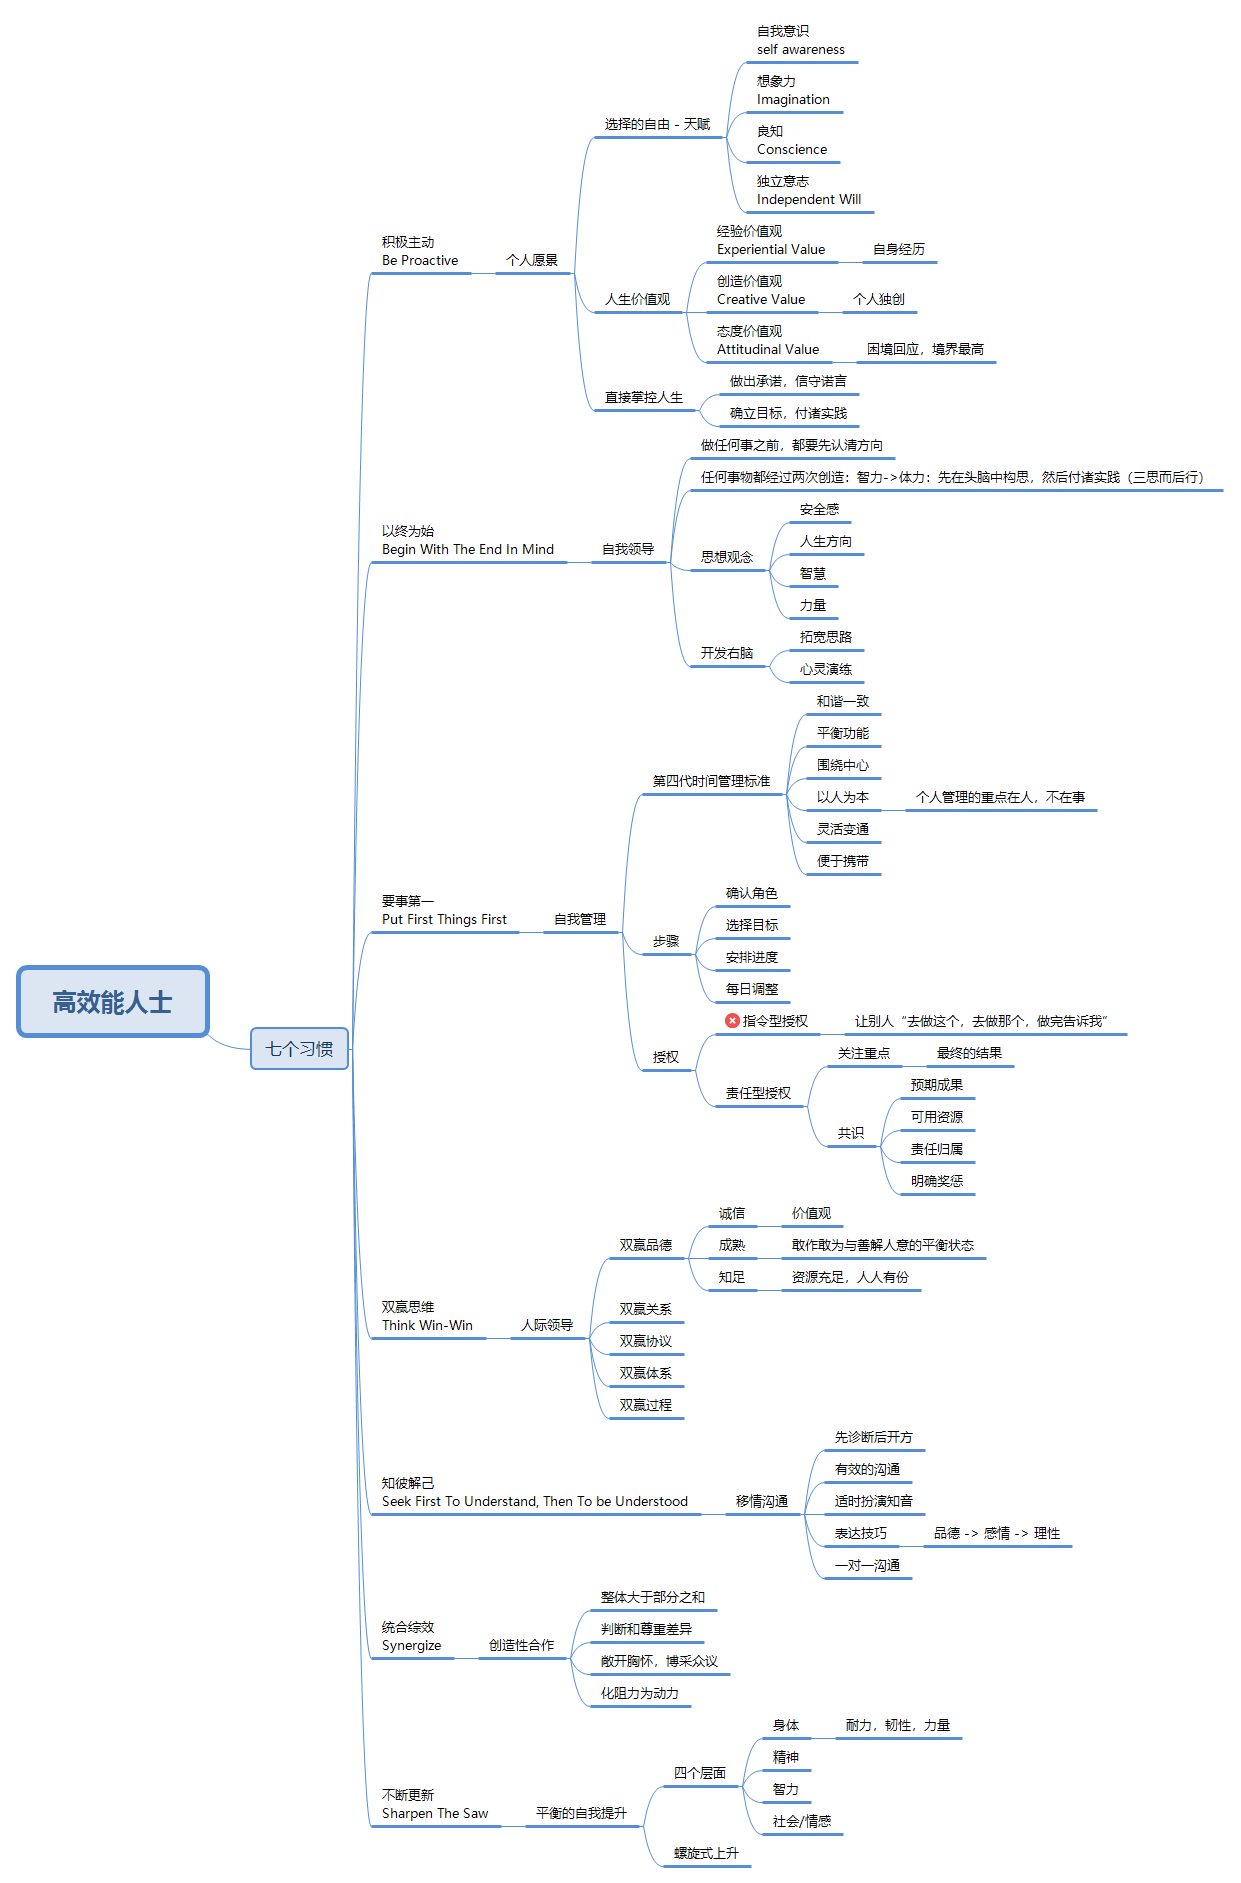 高效能人士
七个习惯
积极主动
Be Proactive
个人愿景
选择的自由 - 天赋
自我意识
self awareness
想象力
Imagination
良知
Conscience
独立意志
Independent Will
人生价值观
经验价值观
Experiential Value
自身经历
创造价值观
Creative Value
个人独创
态度价值观
Attitudinal Value
困境回应，境界最高
直接掌控人生
做出承诺，信守诺言
确立目标，付诸实践
以终为始
Begin With The End In Mind
自我领导
做任何事之前，都要先认清方向
任何事物都经过两次创造：智力->体力：先在头脑中构思，然后付诸实践（三思而后行）
思想观念
安全感
人生方向
智慧
力量
开发右脑
拓宽思路
心灵演练
要事第一
Put First Things First
自我管理
第四代时间管理标准
和谐一致
平衡功能
围绕中心
以人为本
个人管理的重点在人，不在事
灵活变通
便于携带
步骤
确认角色
选择目标
安排进度
每日调整
授权
指令型授权
让别人“去做这个，去做那个，做完告诉我”
责任型授权
关注重点
最终的结果
共识
预期成果
可用资源
责任归属
明确奖惩
双赢思维
Think Win-Win
人际领导
双赢品德
诚信
价值观
成熟
敢作敢为与善解人意的平衡状态
知足
资源充足，人人有份
双赢关系
双赢协议
双赢体系
双赢过程
知彼解己
Seek First To Understand, Then To be Understood
移情沟通
先诊断后开方
有效的沟通
适时扮演知音
表达技巧
品德 -> 感情 -> 理性
一对一沟通
统合综效
Synergize
创造性合作
整体大于部分之和
判断和尊重差异
敞开胸怀，博采众议
化阻力为动力
不断更新
Sharpen The Saw
平衡的自我提升
四个层面
身体
耐力，韧性，力量
精神
智力
社会/情感
螺旋式上升